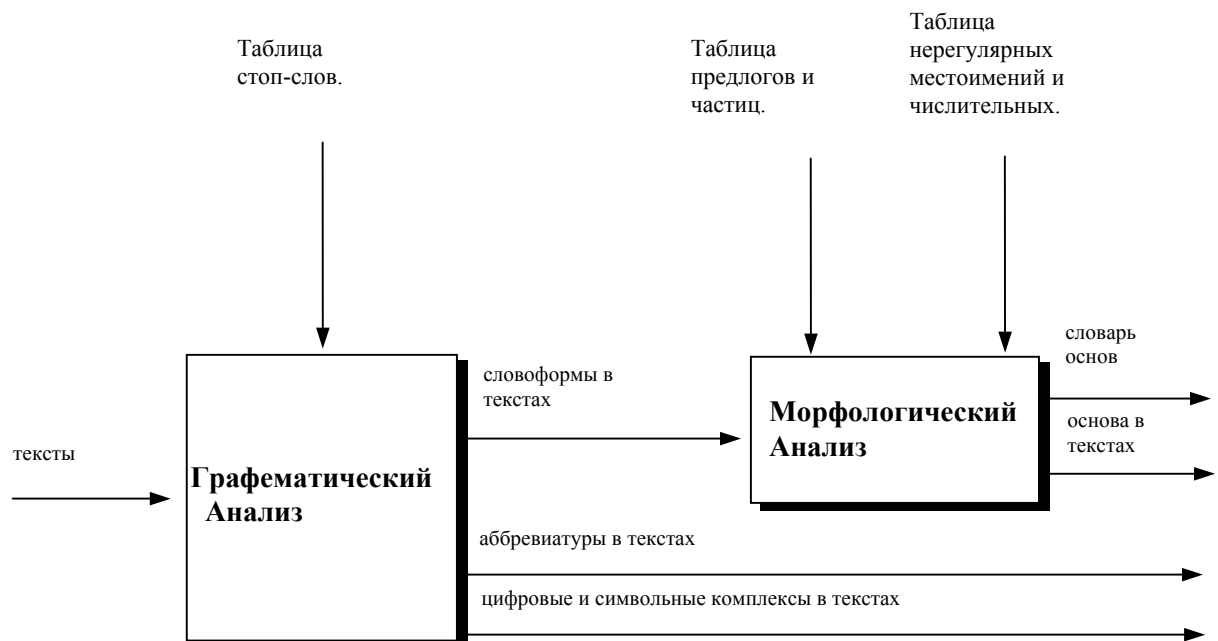 Таблица
стоп-слов.
Таблица
предлогов и
частиц.
Таблица
нерегулярных
местоимений и
числительных.
тексты
Графематический
Анализ
словоформы в
текстах
Морфологический
Анализ
словарь
основ
основа в
текстах
аббревиатуры в текстах
цифровые и символьные комплексы в текстах